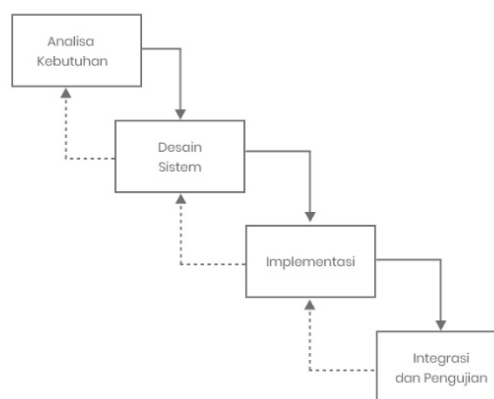 Analisa
Kebutuhan
Desain
Sistem
Implementasi
Integrasi
dan Pengujian